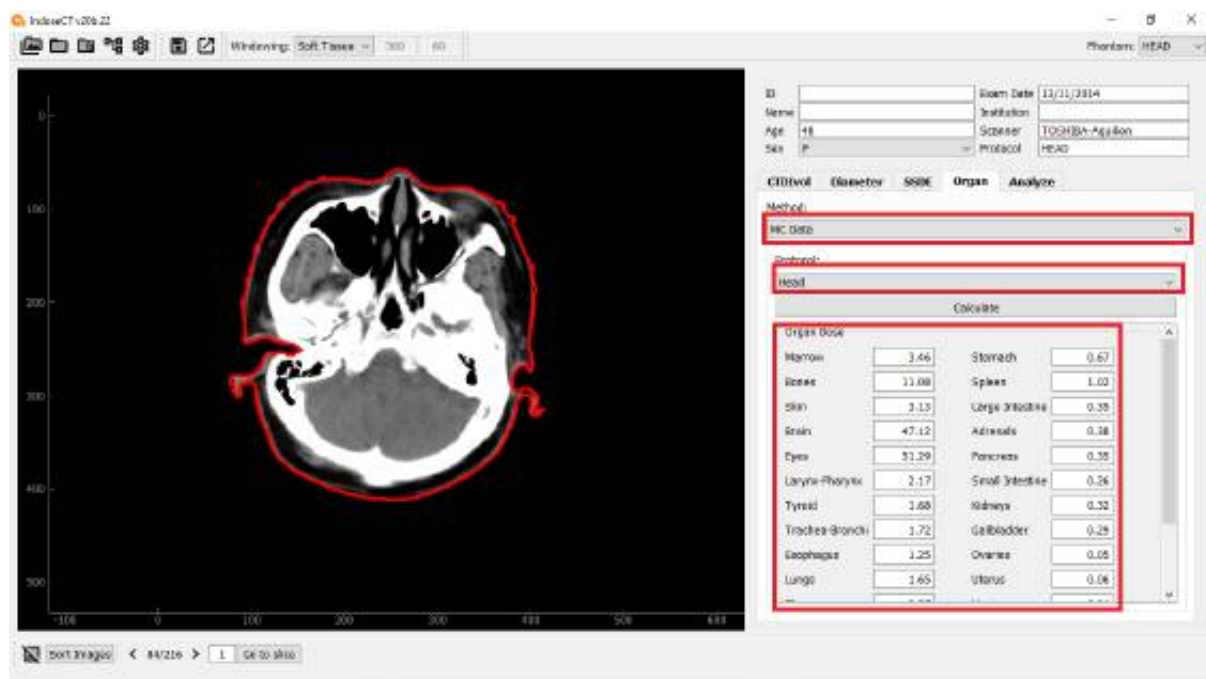 IndoseCT v20b.22
Windowing: Soft Tissue 60 Phantom: HEAD
ID Exam Date 13/11/2014
Name Institution
Age 48 Scanner TOSHIBA-Aquilion
Sex F Protocol HEAD
CTDIvol Diameter SSDE Organ Analyze
Method:
MC Data
Protocol:
Head
Calculate
Organ Dose
Marrow 3.46 Stomach 0.67
Bones 11.08 Spleen 1.02
Skin 3.13 Large Intestine 0.35
Brain 47.12 Adrenals 0.38
Eyes 51.29 Pancreas 0.35
Larynx-Pharynx 2.17 Small Intestine 0.26
Tyroid 1.68 Kidneys 0.32
Trachea-Bronchi 1.72 Gallbladder 0.29
Esophagus 1.25 Ovaries 0.05
Lungs 1.65 Uterus 0.06
0
100
200
300
400
500
-100 0 100 200 300 400 500 600
Sort Images 84/216 1 Go to slice